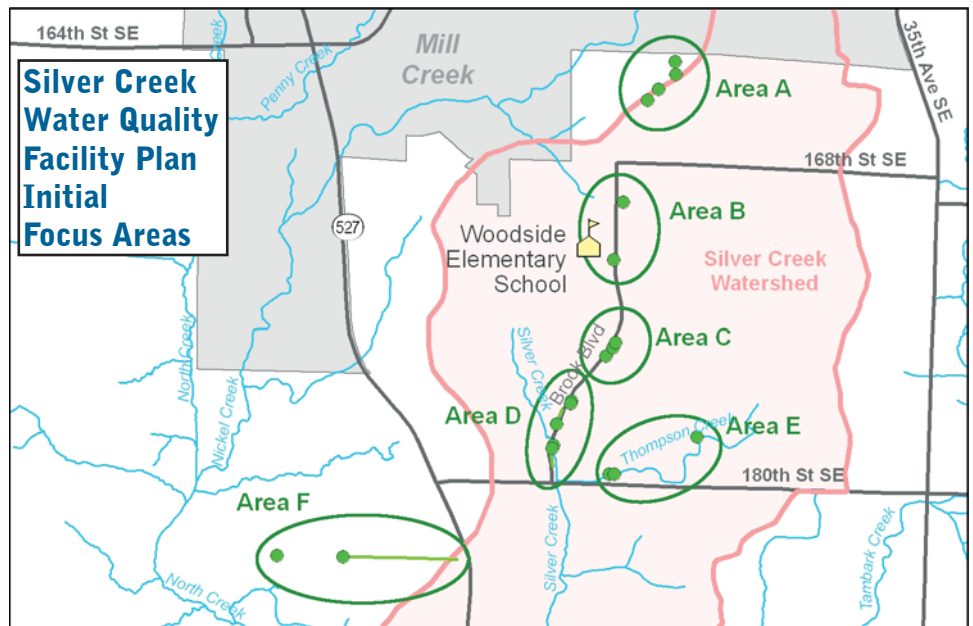 164th St SE
Silver Creek
Water Quality
Facility Plan
Initial
Focus Areas
Creek
Penny Creek
Mill
Creek
35th Ave SE
Area A
168th St SE
527
Area B
Woodside
Elementary
School
Silver Creek
Watershed
North Creek
Nickel Creek
Silver Creek
Brook Blvd
Area C
Area D
Thompson Creek
Area E
180th St SE
Area F
North Creek
Silver Creek
Tambark Creek